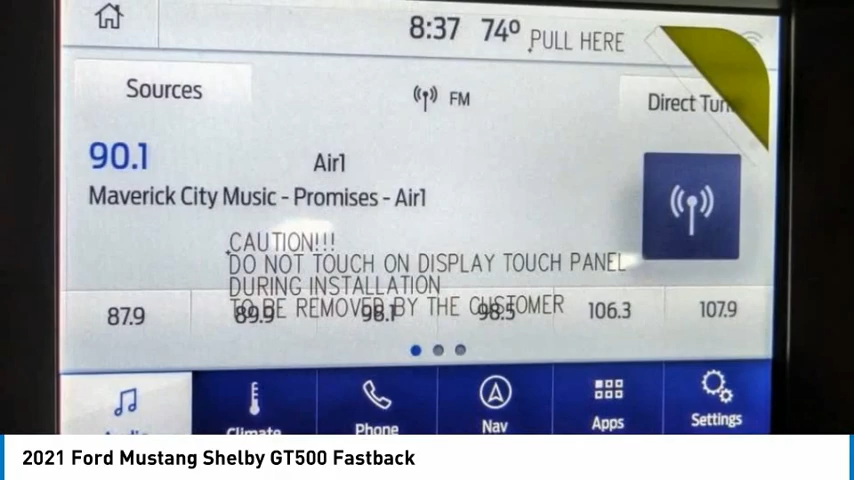 8:37 74° PULL HERE
Sources
FM
Direct Tun
90.1
Air1
Maverick City Music - Promises - Air1
CAUTION!!!
DO NOT TOUCH ON DISPLAY TOUCH PANEL
DURING INSTALLATION
TO BE REMOVED BY THE CUSTOMER
87.9 89.9 98.1 98.5 106.3 107.9
Audio Climate Phone Nav Apps Settings
2021 Ford Mustang Shelby GT500 Fastback